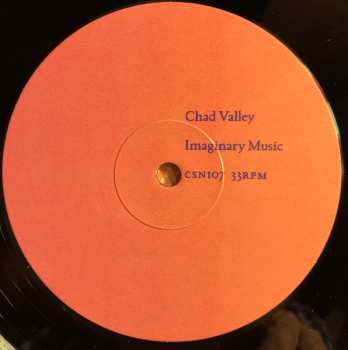 Chad Valley
Imaginary Music
CSN107 33RPM